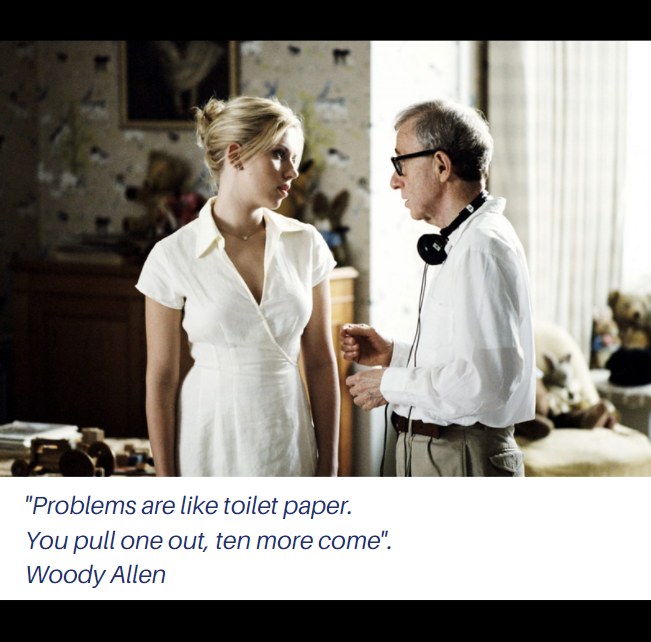 "Problems are like toilet paper.
You pull one out, ten more come".
Woody Allen